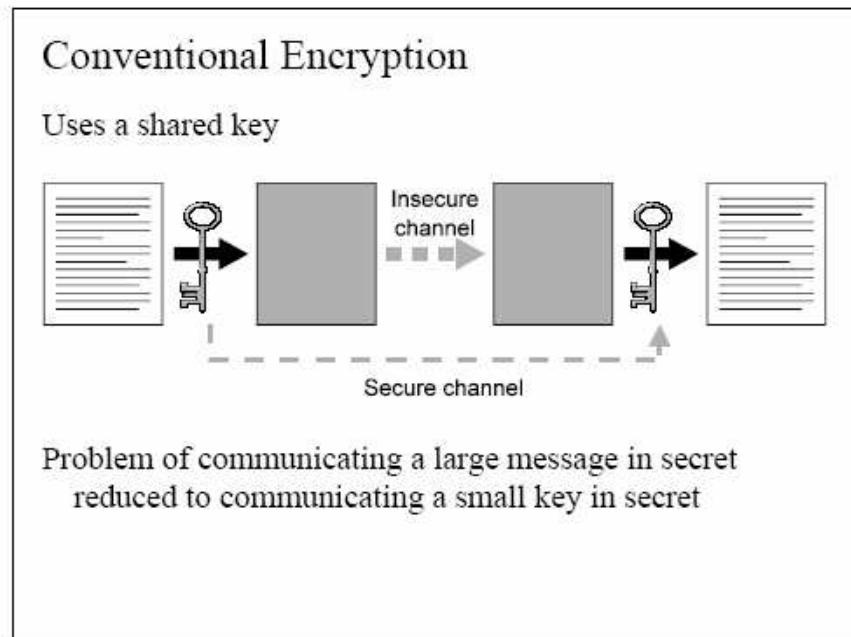 Conventional Encryption
Uses a shared key
Insecure
channel
Secure channel
Problem of communicating a large message in secret
reduced to communicating a small key in secret